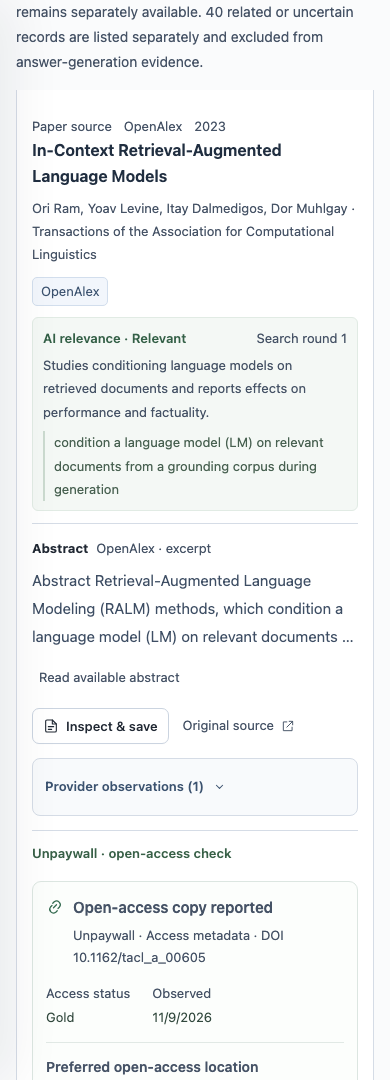 remains separately available. 40 related or uncertain
records are listed separately and excluded from
answer-generation evidence.
Paper source OpenAlex 2023
In-Context Retrieval-Augmented
Language Models
Ori Ram, Yoav Levine, Itay Dalmedigos, Dor Muhlgay ·
Transactions of the Association for Computational
Linguistics
OpenAlex
AI relevance · Relevant Search round 1
Studies conditioning language models on
retrieved documents and reports effects on
performance and factuality.
condition a language model (LM) on relevant
documents from a grounding corpus during
generation
Abstract OpenAlex · excerpt
Abstract Retrieval-Augmented Language
Modeling (RALM) methods, which condition a
language model (LM) on relevant documents ...
Read available abstract
Inspect & save Original source
Provider observations (1)
Unpaywall · open-access check
Open-access copy reported
Unpaywall · Access metadata · DOI
10.1162/tacl_a_00605
Access status Observed
Gold 11/9/2026
Preferred open-access location